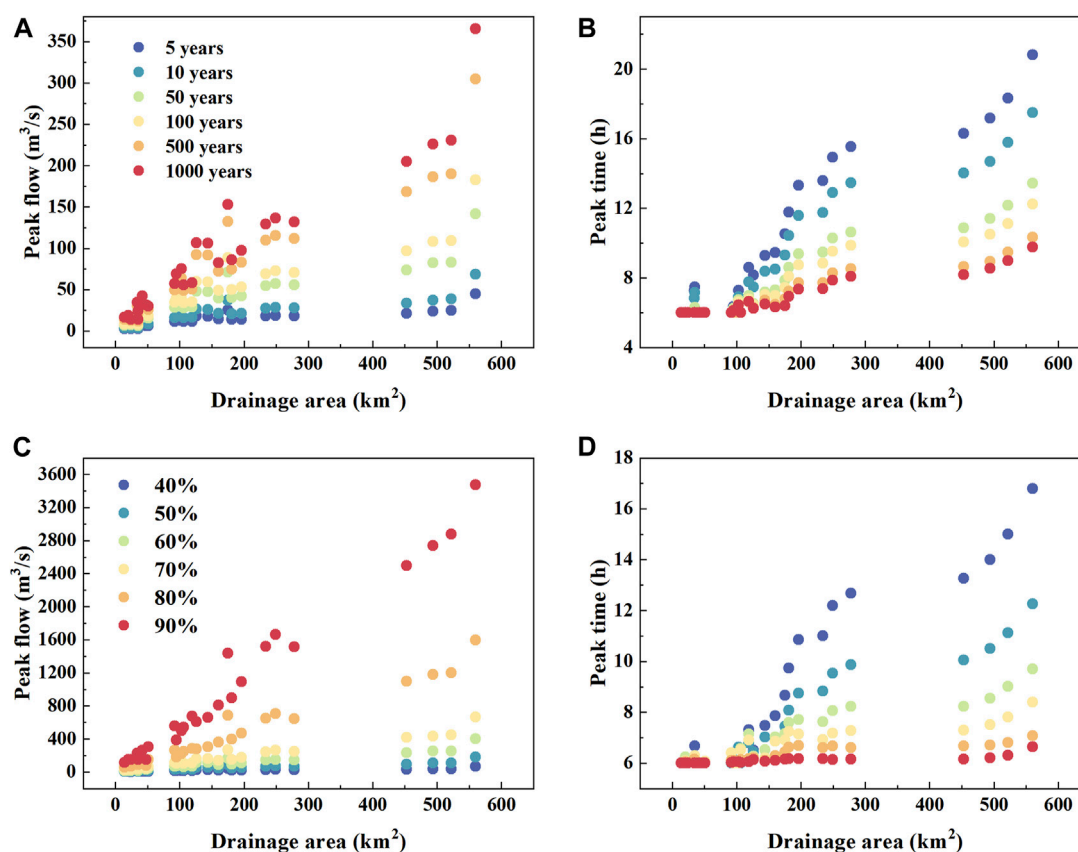 A
Peak flow (m³/s)
350
300
250
200
150
100
50
0
5 years
10 years
50 years
100 years
500 years
1000 years
0 100 200 300 400 500 600
Drainage area (km²)
B
Peak time (h)
20
16
12
8
4
0 100 200 300 400 500 600
Drainage area (km²)
C
Peak flow (m³/s)
3600
3200
2800
2400
2000
1600
1200
800
400
0
40%
50%
60%
70%
80%
90%
0 100 200 300 400 500 600
Drainage area (km²)
D
Peak time (h)
18
16
14
12
10
8
6
0 100 200 300 400 500 600
Drainage area (km²)